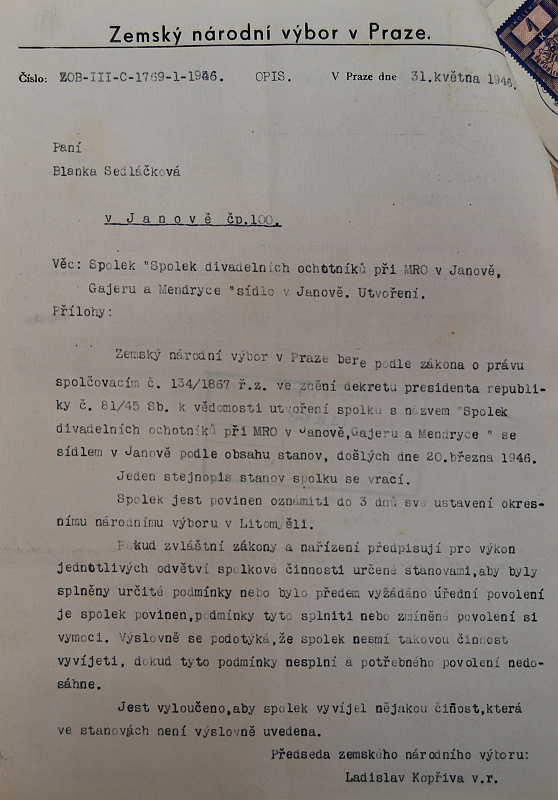 Zemský národní výbor v Praze.
Číslo: ZOB-III-C-1769-1-1946. OPIS. V Praze dne 31.května 1946.
Paní
Blanka Sedláčková
v Janově čp.100.
Věc: Spolek "Spolek divadelních ochotníků při MRO v Janově,
Gajeru a Mendryce "sídlo v Janově. Utvoření.
Přílohy:
Zemský národní výbor v Praze bere podle zákona o právu
spolčovacím č. 134/1867 ř.z. ve znění dekretu presidenta republi-
ky č. 81/45 Sb. k vědomosti utvoření spolku s názvem "Spolek
divadelních ochotníků při MRO v Janově,Gajeru a Mendryce " se
sídlem v Janově podle obsahu stanov, došlých dne 20.března 1946.
Jeden stejnopis stanov spolku se vrací.
Spolek jest povinen oznámiti do 3 dnů své ustavení okres-
nímu národnímu výboru v Litomyšli.
Pokud zvláštní zákony a nařízení předpisují pro výkon
jednotlivých odvětví spolkové činnosti určené stanovami,aby byly
splněny určité podmínky nebo bylo předem vyžádáno úřední povolení
je spolek povinen,podmínky tyto splniti nebo zmíněné povolení si
vymoci. Výslovně se podotýká,že spolek nesmí takovou činnost
vyvíjeti, dokud tyto podmínky nesplní a potřebného povolení nedo-
sáhne.
Jest vyloučeno,aby spolek vyvíjel nějakou čiňost,která
ve stanovách není výslovně uvedena.
Předseda zemského národního výboru:
Ladislav Kopřiva v.r.